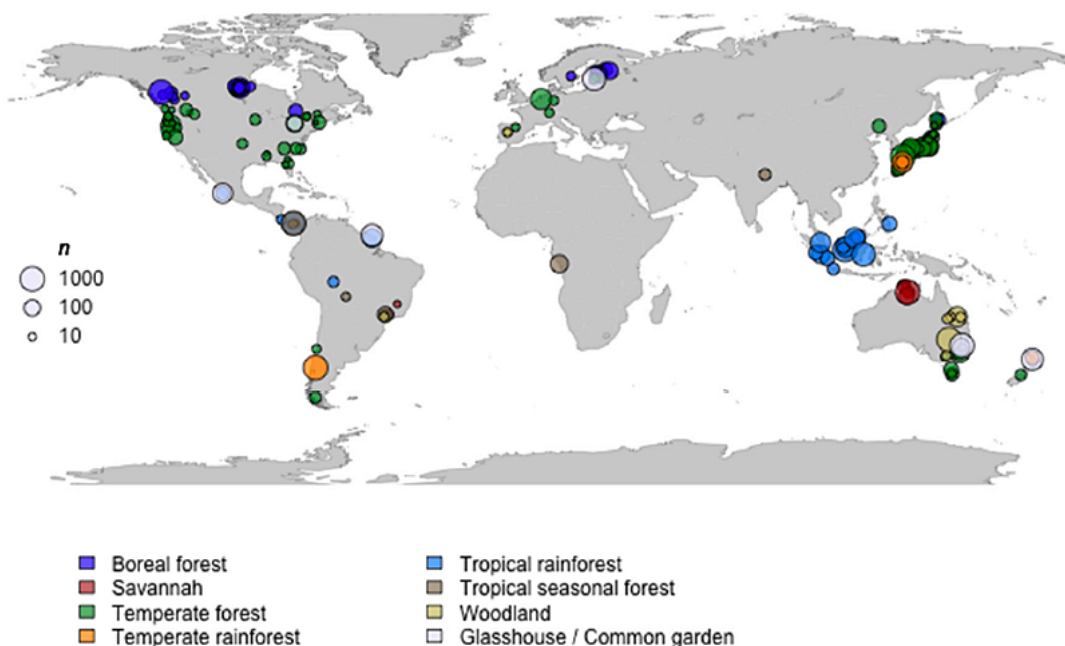 n
1000
100
10
Boreal forest
Savannah
Temperate forest
Temperate rainforest
Tropical rainforest
Tropical seasonal forest
Woodland
Glasshouse / Common garden